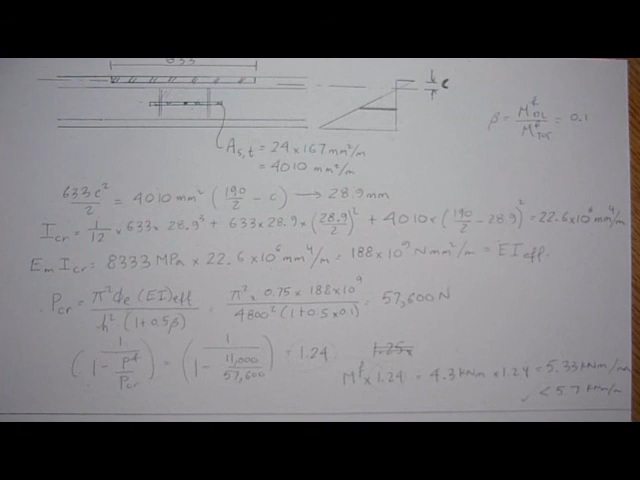 633
c
β = M^f_DL / M^f_TOT = 0.1
A_s,t = 24 × 167 mm²/m
= 4010 mm²/m
633c²/2 = 4010 mm² (190/2 - c) → 28.9 mm
I_cr = 1/12 × 633 × 28.9³ + 633 × 28.9 × (28.9/2)² + 4010 × (190/2 - 28.9)² = 22.6 × 10⁶ mm⁴/m
E_m I_cr = 8333 MPa × 22.6 × 10⁶ mm⁴/m = 188 × 10⁹ N mm²/m = EI_eff.
P_cr = π² ϕ_e (EI)eff / h² (1 + 0.5β) = π² × 0.75 × 188 × 10⁹ / 4800² (1 + 0.5 × 0.1) = 57,600 N
(1 / 1 - P^f/P_cr) = (1 / 1 - 11,000/57,600) = 1.24
1.25x
M^f × 1.24 = 4.3 kNm × 1.24 = 5.33 kNm/m
✓ < 5.7 kNm/m